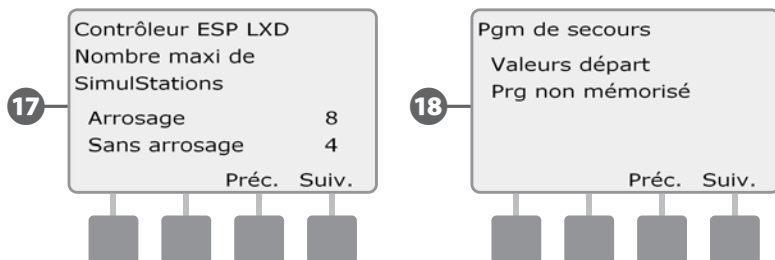 17
Contrôleur ESP LXD
Nombre maxi de
SimulStations
Arrosage 8
Sans arrosage 4
Préc. Suiv.
18
Pgm de secours
Valeurs départ
Prg non mémorisé
Préc. Suiv.